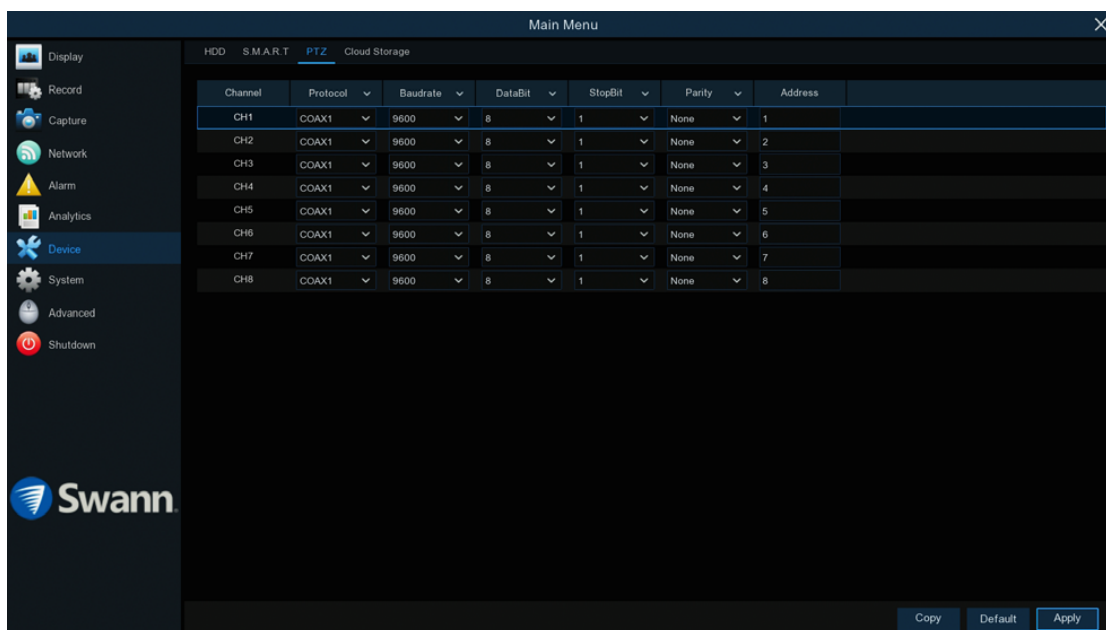 Main Menu
Display
Record
Capture
Network
Alarm
Analytics
Device
System
Advanced
Shutdown
Swann
HDD S.M.A.R.T PTZ Cloud Storage
Channel Protocol Baudrate DataBit StopBit Parity Address
CH1 COAX1 9600 8 1 None 1
CH2 COAX1 9600 8 1 None 2
CH3 COAX1 9600 8 1 None 3
CH4 COAX1 9600 8 1 None 4
CH5 COAX1 9600 8 1 None 5
CH6 COAX1 9600 8 1 None 6
CH7 COAX1 9600 8 1 None 7
CH8 COAX1 9600 8 1 None 8
Copy Default Apply